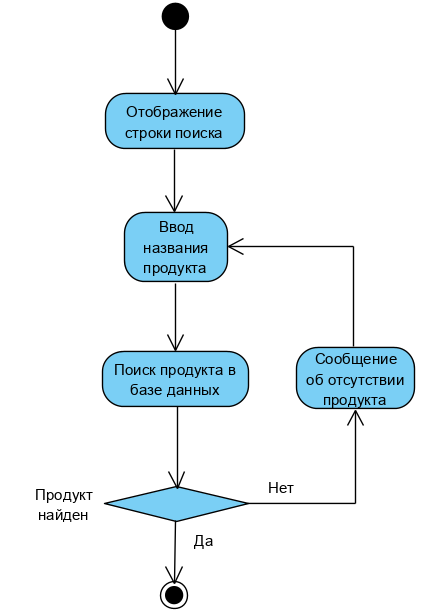 Отображение
строки поиска
Ввод
названия
продукта
Поиск продукта в
базе данных
Сообщение
об отсутствии
продукта
Продукт
найден
Нет
Да